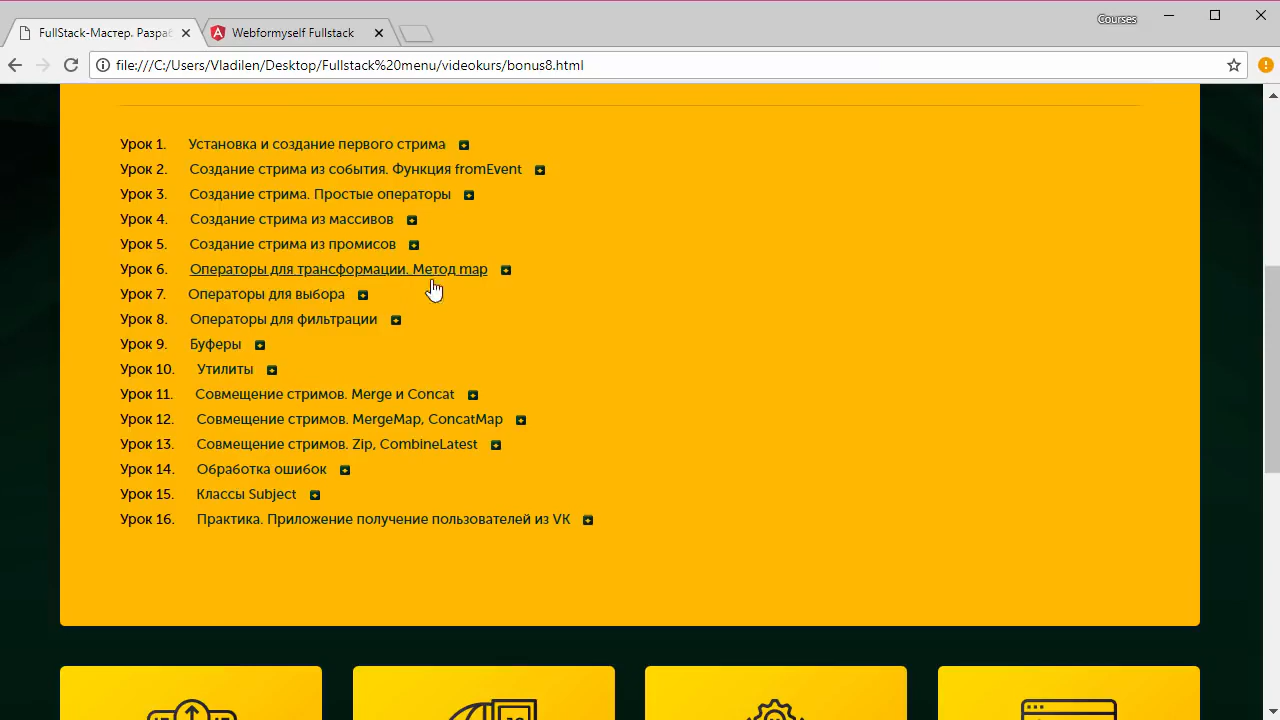 Courses
FullStack-Мастер. Разраб
Webformyself Fullstack
file:///C:/Users/Vladilen/Desktop/Fullstack%20menu/videokurs/bonus8.html
Урок 1. Установка и создание первого стрима
Урок 2. Создание стрима из события. Функция fromEvent
Урок 3. Создание стрима. Простые операторы
Урок 4. Создание стрима из массивов
Урок 5. Создание стрима из промисов
Урок 6. Операторы для трансформации. Метод map
Урок 7. Операторы для выбора
Урок 8. Операторы для фильтрации
Урок 9. Буферы
Урок 10. Утилиты
Урок 11. Совмещение стримов. Merge и Concat
Урок 12. Совмещение стримов. MergeMap, ConcatMap
Урок 13. Совмещение стримов. Zip, CombineLatest
Урок 14. Обработка ошибок
Урок 15. Классы Subject
Урок 16. Практика. Приложение получение пользователей из VK